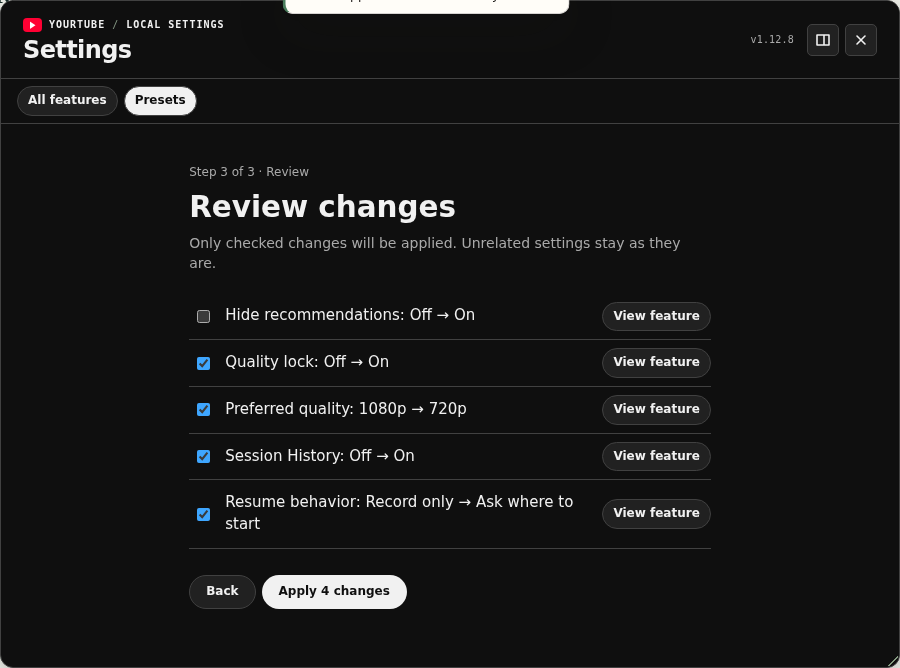 YOURTUBE / LOCAL SETTINGS
Settings
v1.12.8
All features
Presets
Step 3 of 3 · Review
Review changes
Only checked changes will be applied. Unrelated settings stay as they
are.
Hide recommendations: Off → On
View feature
Quality lock: Off → On
View feature
Preferred quality: 1080p → 720p
View feature
Session History: Off → On
View feature
Resume behavior: Record only → Ask where to
start
View feature
Back
Apply 4 changes